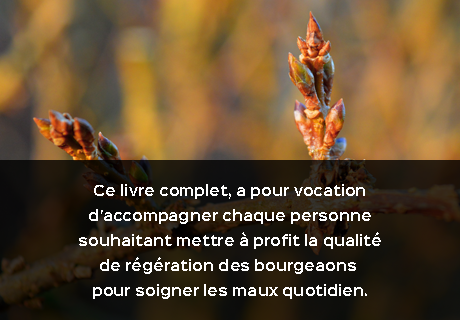 Ce livre complet, a pour vocation
d'accompagner chaque personne
souhaitant mettre à profit la qualité
de régération des bourgeaons
pour soigner les maux quotidien.